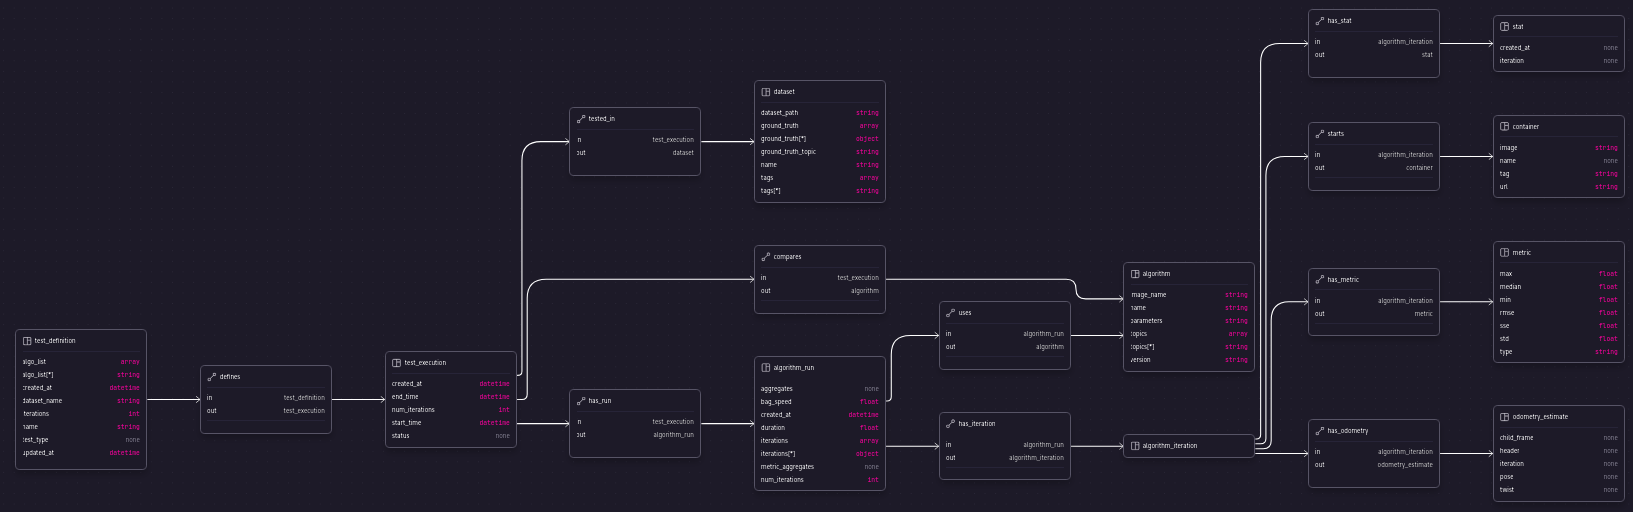 test_definition
algo_list array
algo_list[*] string
created_at datetime
dataset_name string
iterations int
name string
test_type none
updated_at datetime
defines
in test_definition
out test_execution
test_execution
created_at datetime
end_time datetime
num_iterations int
start_time datetime
status none
tested_in
in test_execution
out dataset
has_run
in test_execution
out algorithm_run
dataset
dataset_path string
ground_truth array
ground_truth[*] object
ground_truth_topic string
name string
tags array
tags[*] string
compares
in test_execution
out algorithm
algorithm_run
aggregates none
bag_speed float
created_at datetime
duration float
iterations array
iterations[*] object
metric_aggregates none
num_iterations int
uses
in algorithm_run
out algorithm
has_iteration
in algorithm_run
out algorithm_iteration
algorithm
image_name string
name string
parameters string
topics array
topics[*] string
version string
algorithm_iteration
has_stat
in algorithm_iteration
out stat
starts
in algorithm_iteration
out container
has_metric
in algorithm_iteration
out metric
has_odometry
in algorithm_iteration
out odometry_estimate
stat
created_at none
iteration none
container
image string
name none
tag string
url string
metric
max float
median float
min float
rmse float
sse float
std float
type string
odometry_estimate
child_frame none
header none
iteration none
pose none
twist none